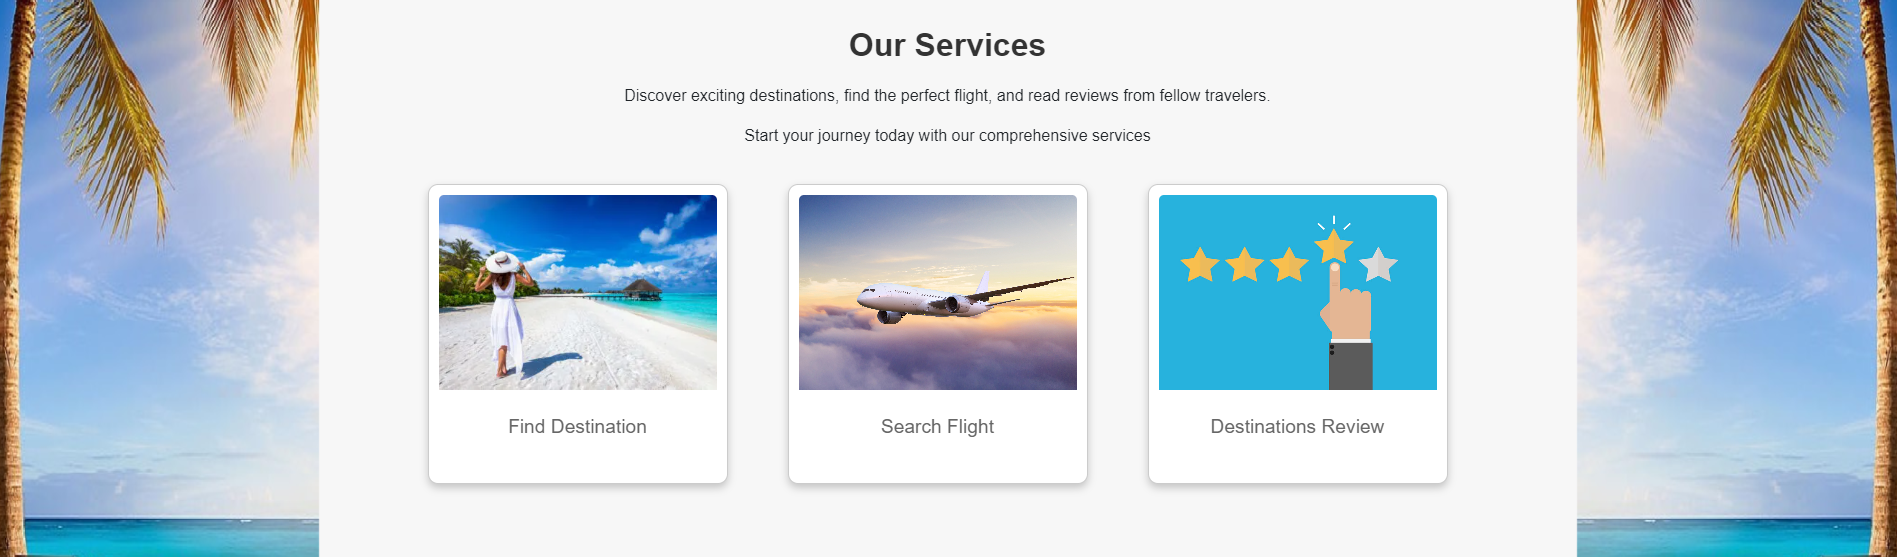 Our Services
Discover exciting destinations, find the perfect flight, and read reviews from fellow travelers.
Start your journey today with our comprehensive services
Find Destination
Search Flight
Destinations Review